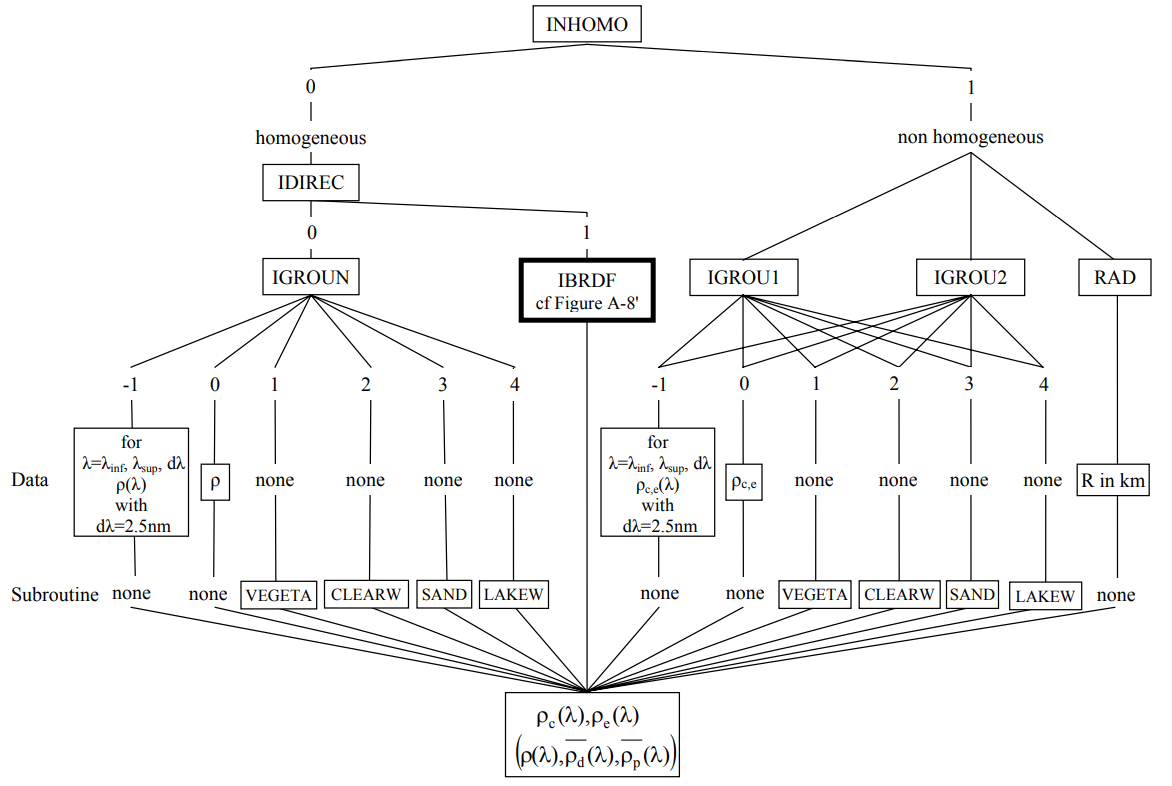 INHOMO
0 1
homogeneous non homogeneous
IDIREC
0 1
IGROUN IBRDF IGROU1 IGROU2 RAD
cf Figure A-8'
-1 0 1 2 3 4 -1 0 1 2 3 4
for for
λ=λinf, λsup, dλ λ=λinf, λsup, dλ
Data ρ(λ) ρ none none none none ρc,e(λ) ρc,e none none none none R in km
with with
dλ=2.5nm dλ=2.5nm
Subroutine none none VEGETA CLEARW SAND LAKEW none none VEGETA CLEARW SAND LAKEW none
ρc(λ),ρe(λ)
(ρ(λ),ρ̅d̅(λ),ρ̅p̅(λ))